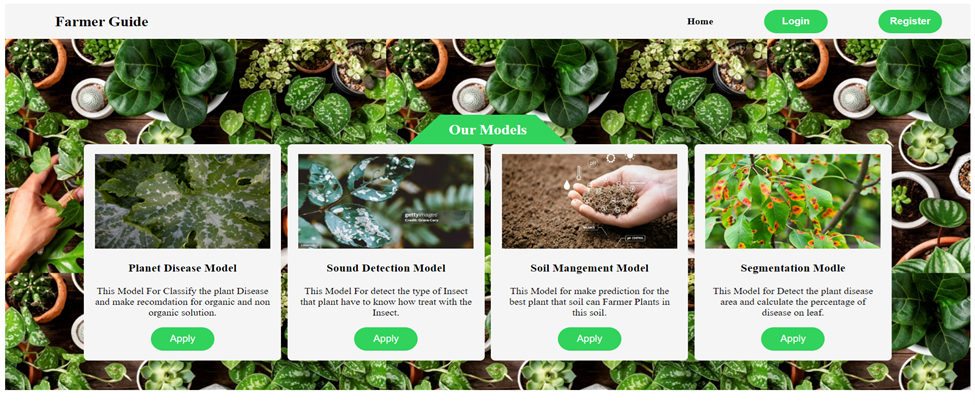 Farmer Guide
Home
Login
Register
Our Models
gettyimages
Planet Disease Model
This Model For Classify the plant Disease
and make recomdation for organic and non
organic solution.
Apply
Sound Detection Model
This Model For detect the type of Insect
that plant have to know how treat with the
Insect.
Apply
Soil Mangement Model
This Model for make prediction for the
best plant that soil can Farmer Plants in
this soil.
Apply
Segmentation Modle
This Model for Detect the plant disease
area and calculate the percentage of
disease on leaf.
Apply